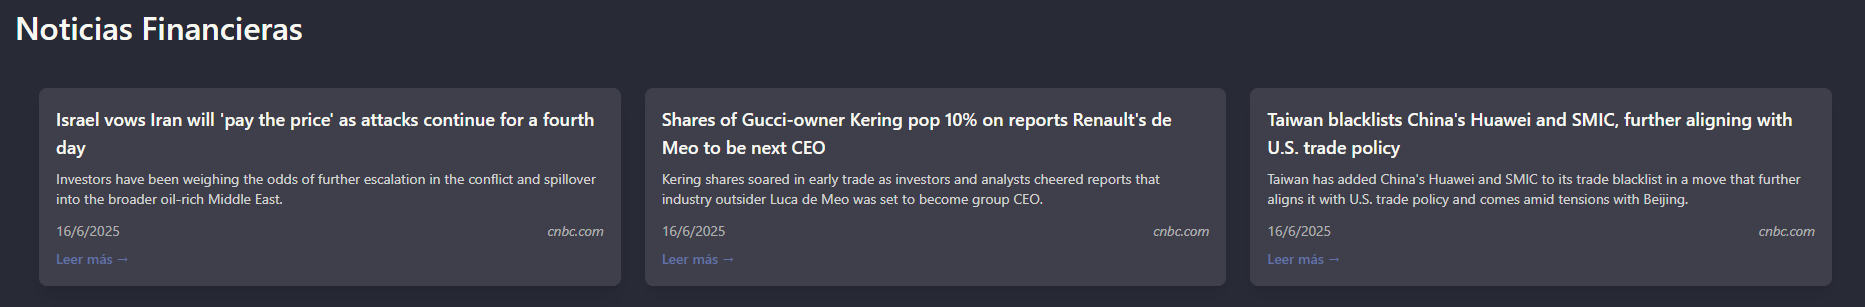 Noticias Financieras
Israel vows Iran will 'pay the price' as attacks continue for a fourth
day
Investors have been weighing the odds of further escalation in the conflict and spillover
into the broader oil-rich Middle East.
16/6/2025 cnbc.com
Leer más →
Shares of Gucci-owner Kering pop 10% on reports Renault's de
Meo to be next CEO
Kering shares soared in early trade as investors and analysts cheered reports that
industry outsider Luca de Meo was set to become group CEO.
16/6/2025 cnbc.com
Leer más →
Taiwan blacklists China's Huawei and SMIC, further aligning with
U.S. trade policy
Taiwan has added China's Huawei and SMIC to its trade blacklist in a move that further
aligns it with U.S. trade policy and comes amid tensions with Beijing.
16/6/2025 cnbc.com
Leer más →